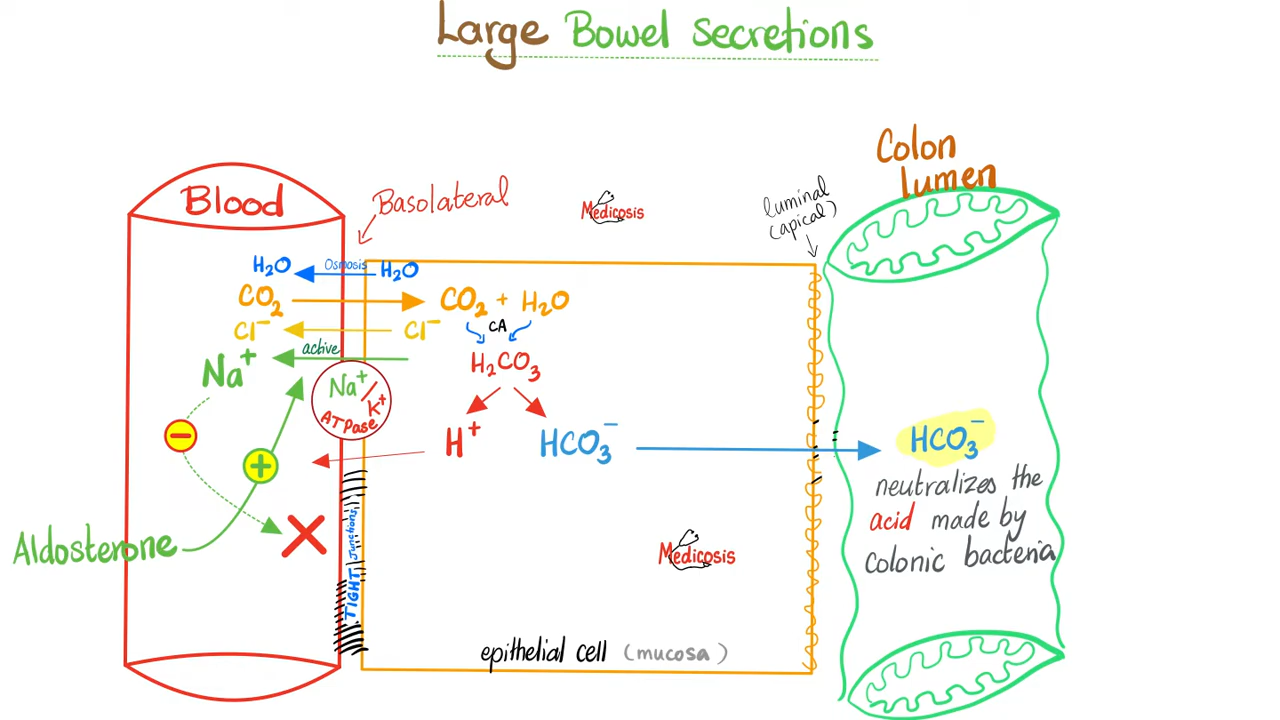 Large Bowel Secretions
Colon
lumen
Blood
Basolateral
Medicosis
luminal
(apical)
H₂O
Osmosis
H₂O
CO₂
CO₂ + H₂O
Cl⁻
Cl⁻
CA
Na⁺
active
H₂CO₃
Na⁺/K⁺
ATPase
H⁺
HCO₃⁻
HCO₃⁻
neutralizes the
acid made by
colonic bacteria
−
+
Aldosterone
TIGHT Junctions
Medicosis
epithelial cell (mucosa)